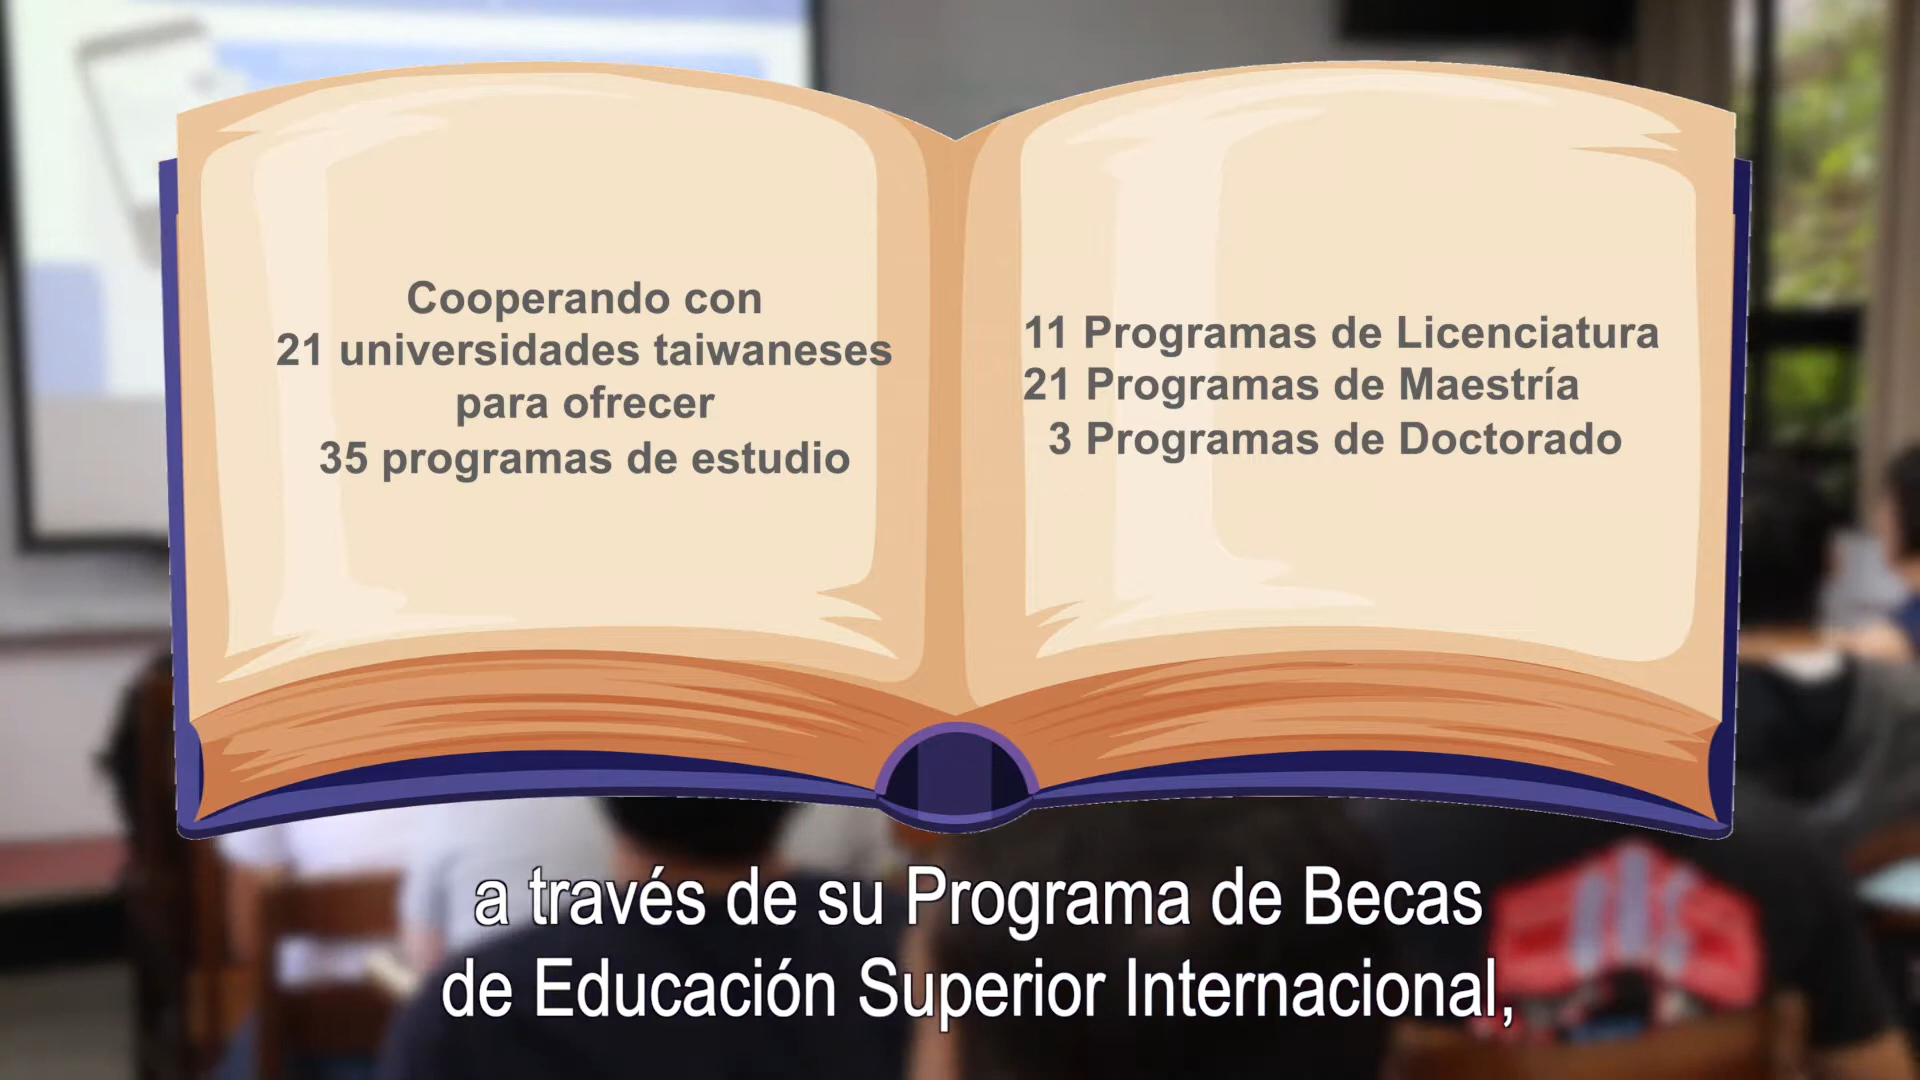 Cooperando con
21 universidades taiwaneses
para ofrecer
35 programas de estudio
11 Programas de Licenciatura
21 Programas de Maestría
3 Programas de Doctorado
a través de su Programa de Becas
de Educación Superior Internacional,